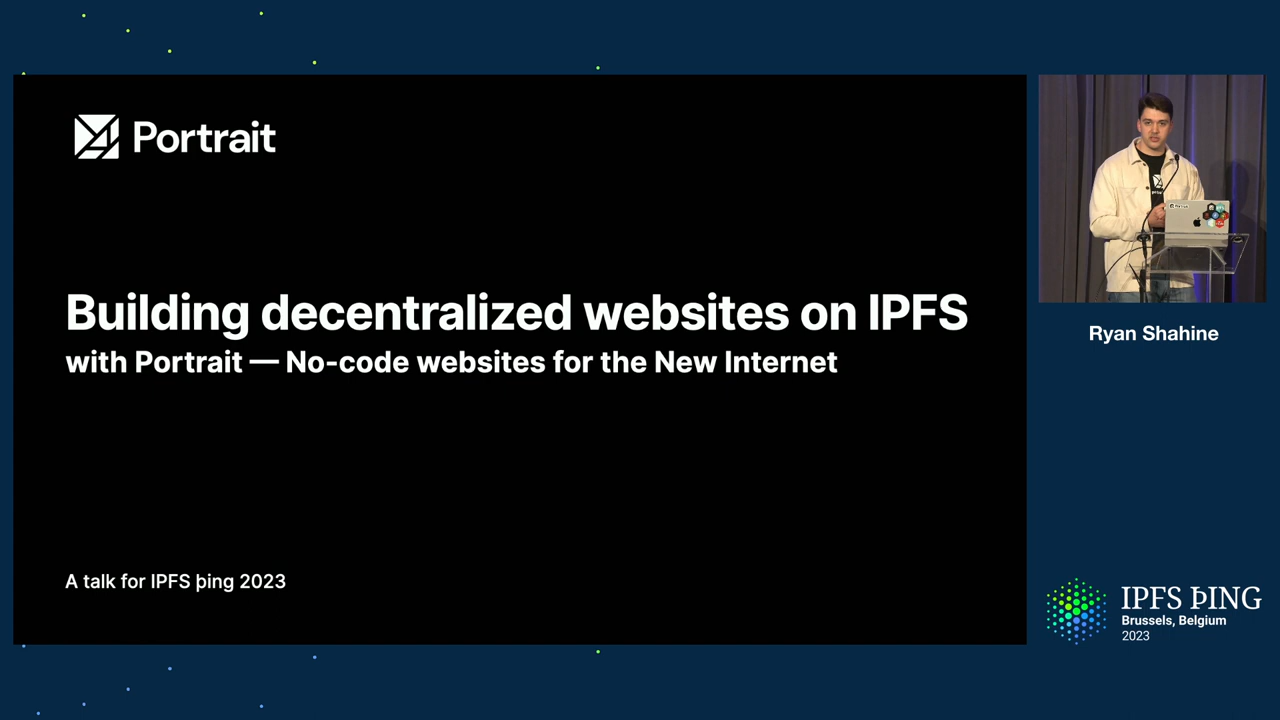 Portrait
Building decentralized websites on IPFS
with Portrait — No-code websites for the New Internet
A talk for IPFS þing 2023
Ryan Shahine
IPFS ÞING
Brussels, Belgium
2023